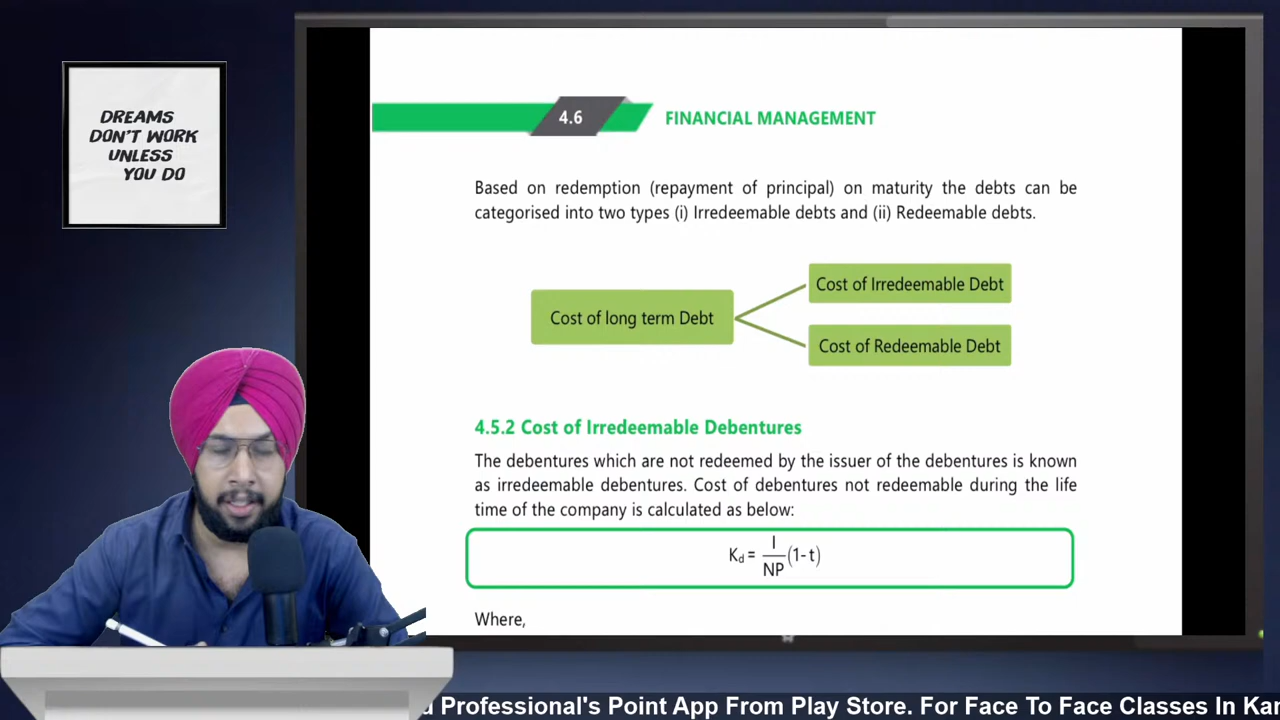 DREAMS
DON'T WORK
UNLESS
YOU DO
4.6
FINANCIAL MANAGEMENT
Based on redemption (repayment of principal) on maturity the debts can be
categorised into two types (i) Irredeemable debts and (ii) Redeemable debts.
Cost of long term Debt
Cost of Irredeemable Debt
Cost of Redeemable Debt
4.5.2 Cost of Irredeemable Debentures
The debentures which are not redeemed by the issuer of the debentures is known
as irredeemable debentures. Cost of debentures not redeemable during the life
time of the company is calculated as below:
Kd = I/NP (1-t)
Where,
Professional's Point App From Play Store. For Face To Face Classes In